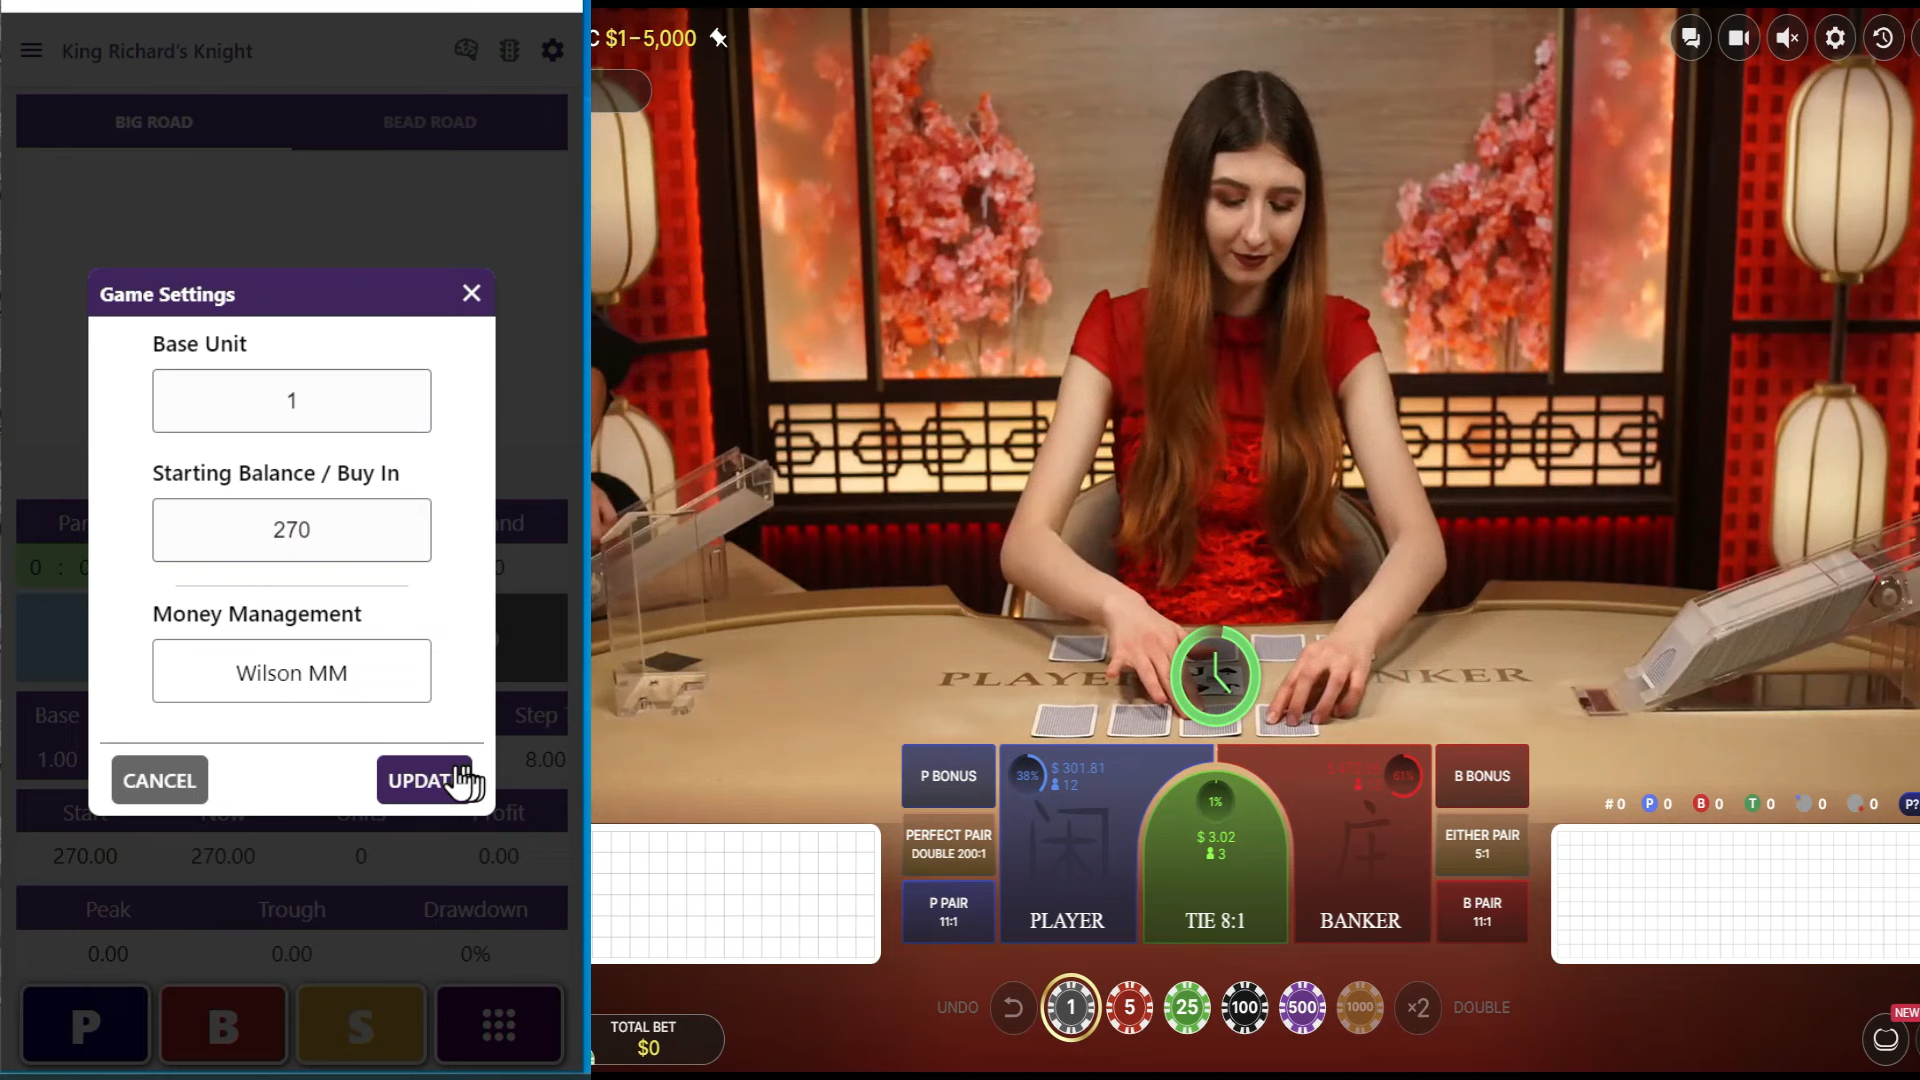 King Richard's Knight
BIG ROAD
BEAD ROAD
Game Settings
Base Unit
1
Starting Balance / Buy In
270
Money Management
Wilson MM
CANCEL
Base
1.00
Step
8.00
270.00
270.00
0
0.00
Peak
Trough
Drawdown
0.00
0.00
0%
P
B
S
C $1–5,000
PLAYER
P BONUS
38%
$ 301.81
12
1%
$ 3.02
3
61%
B BONUS
PERFECT PAIR
DOUBLE 200:1
闲
庄
EITHER PAIR
5:1
P PAIR
11:1
PLAYER
TIE 8:1
BANKER
B PAIR
11:1
# 0
P 0
B 0
T 0
0
0
P?
UNDO
1
5
25
100
500
1000
×2
DOUBLE
TOTAL BET
$0
NEW